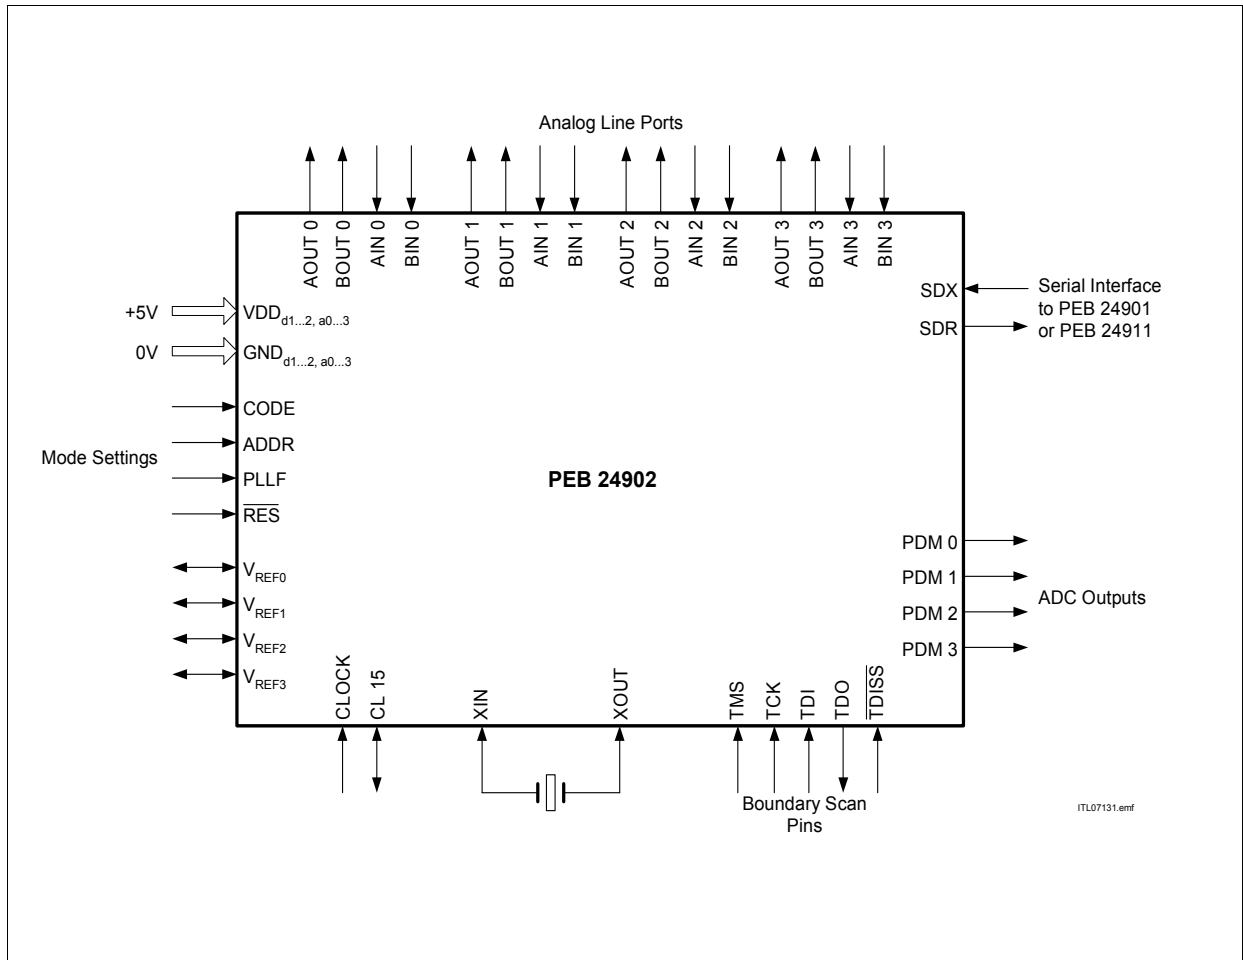 Analog Line Ports
AOUT 0
BOUT 0
AIN 0
BIN 0
AOUT 1
BOUT 1
AIN 1
BIN 1
AOUT 2
BOUT 2
AIN 2
BIN 2
AOUT 3
BOUT 3
AIN 3
BIN 3
+5V
VDD d1...2, a0...3
0V
GND d1...2, a0...3
SDX
SDR
Serial Interface
to PEB 24901
or PEB 24911
Mode Settings
CODE
ADDR
PLLF
RES
PEB 24902
VREF0
VREF1
VREF2
VREF3
PDM 0
PDM 1
PDM 2
PDM 3
ADC Outputs
CLOCK
CL 15
XIN
XOUT
TMS
TCK
TDI
TDO
TDISS
Boundary Scan
Pins
ITL07131.emf